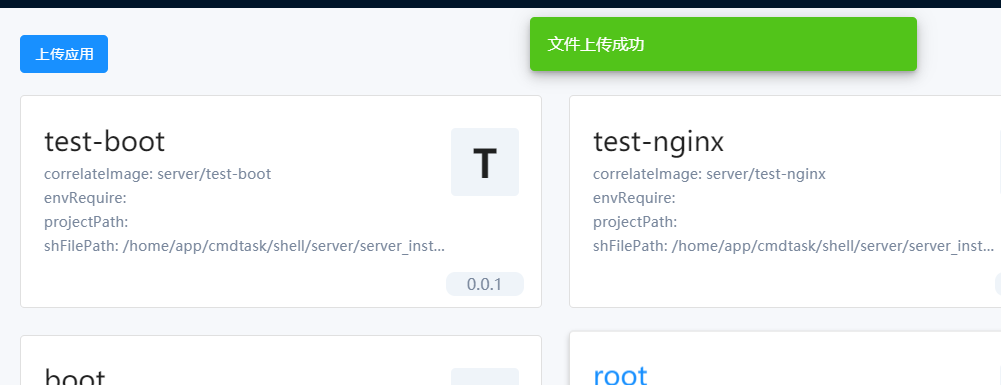 上传应用
文件上传成功
test-boot
T
correlateImage: server/test-boot
envRequire:
projectPath:
shFilePath: /home/app/cmdtask/shell/server/server_inst...
0.0.1
test-nginx
correlateImage: server/test-nginx
envRequire:
projectPath:
shFilePath: /home/app/cmdtask/shell/server/server_inst...
boot
root